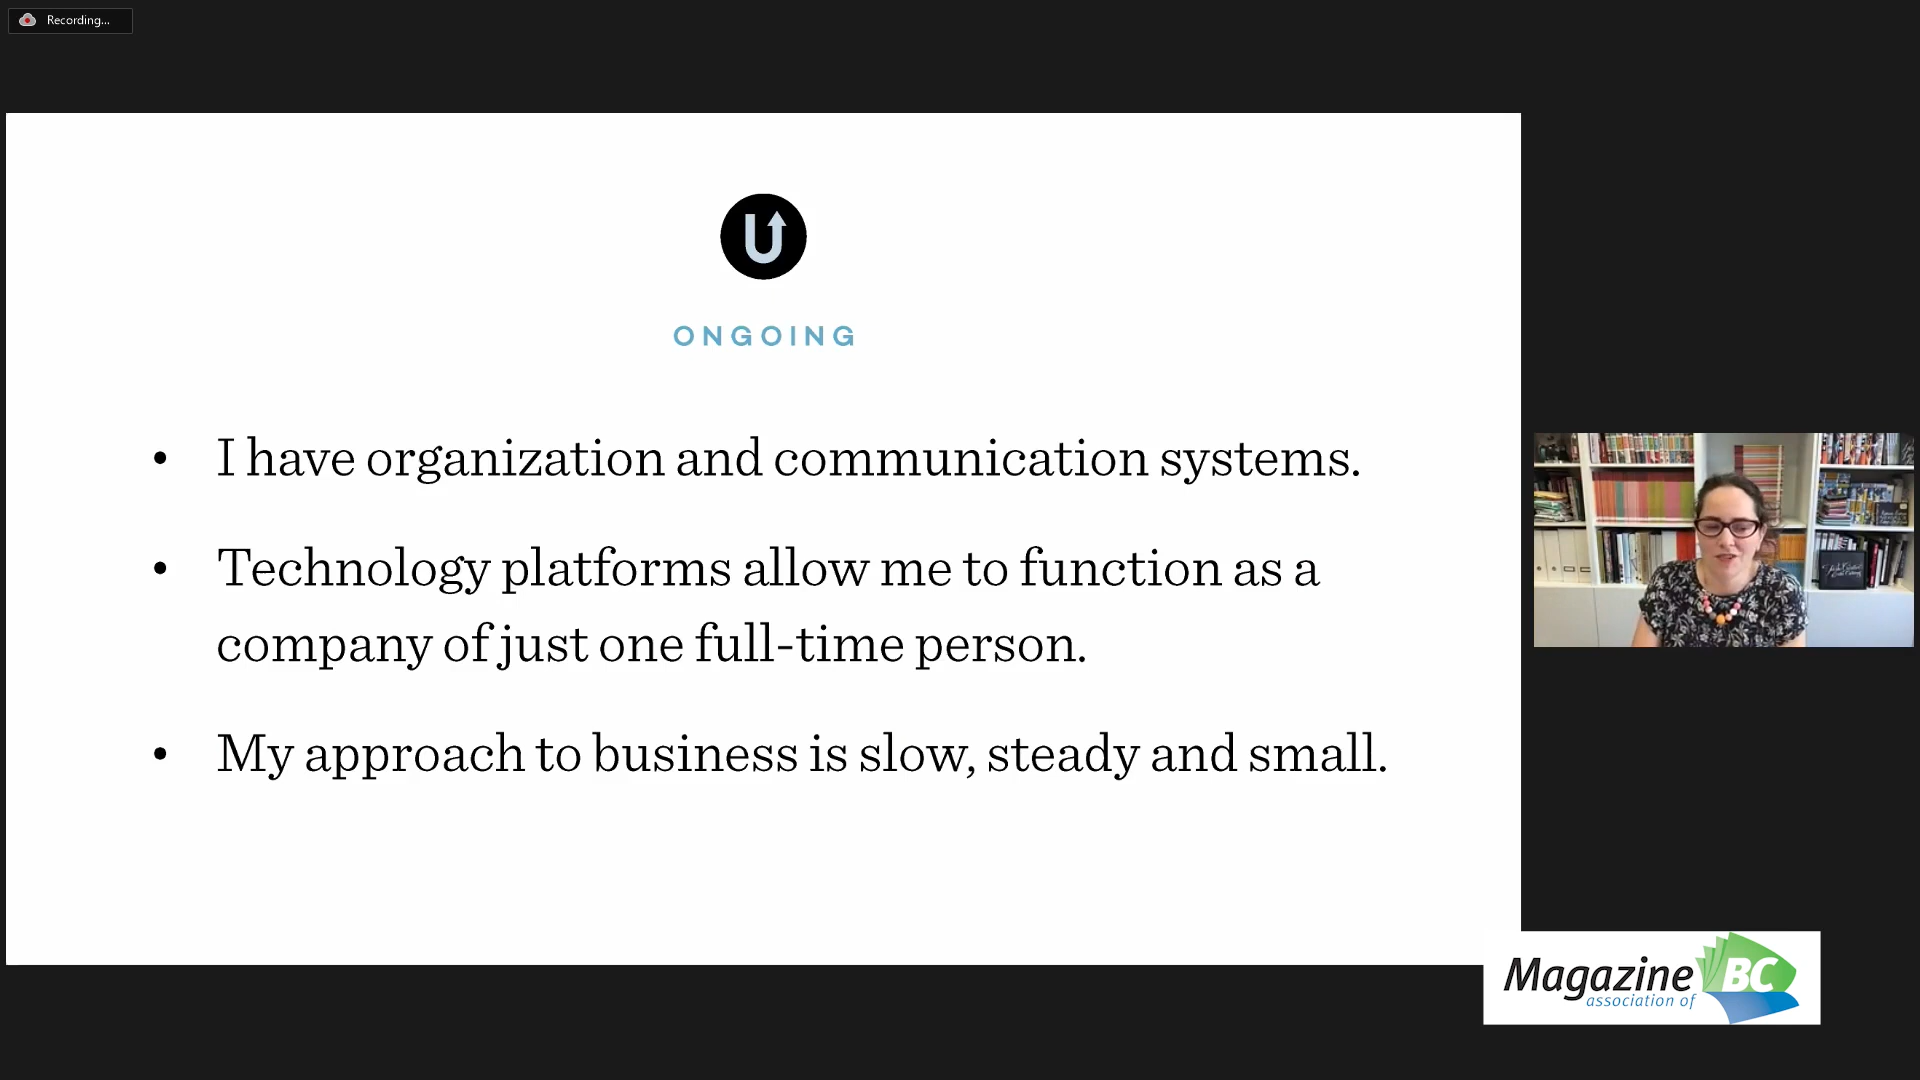 Recording...
U
ONGOING
• I have organization and communication systems.
• Technology platforms allow me to function as a
company of just one full-time person.
• My approach to business is slow, steady and small.
Magazine BC
association of